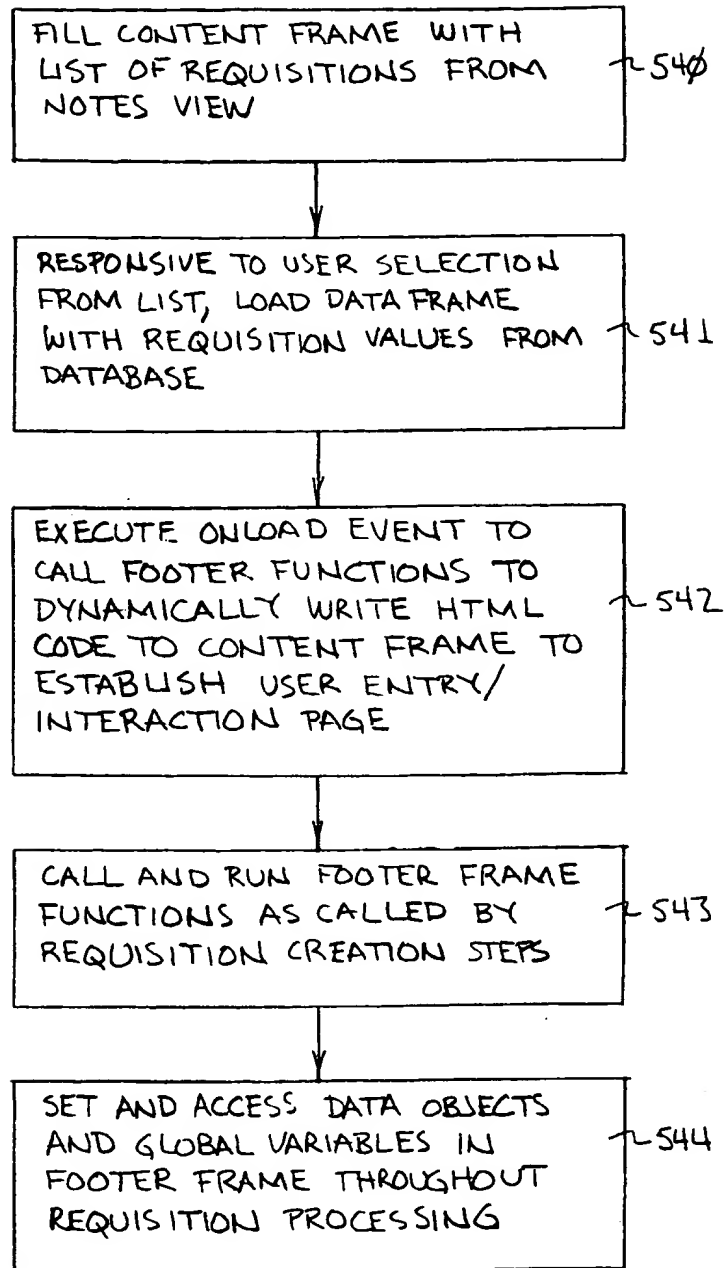 FILL CONTENT FRAME WITH
LIST OF REQUISITIONS FROM
NOTES VIEW
540
RESPONSIVE TO USER SELECTION
FROM LIST, LOAD DATA FRAME
WITH REQUISITION VALUES FROM
DATABASE
541
EXECUTE ONLOAD EVENT TO
CALL FOOTER FUNCTIONS TO
DYNAMICALLY WRITE HTML
CODE TO CONTENT FRAME TO
ESTABLISH USER ENTRY/
INTERACTION PAGE
542
CALL AND RUN FOOTER FRAME
FUNCTIONS AS CALLED BY
REQUISITION CREATION STEPS
543
SET AND ACCESS DATA OBJECTS
AND GLOBAL VARIABLES IN
FOOTER FRAME THROUGHOUT
REQUISITION PROCESSING
544